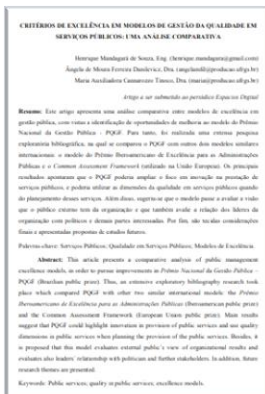 CRITÉRIOS DE EXCELÊNCIA EM MODELOS DE GESTÃO DA QUALIDADE EM
SERVIÇOS PÚBLICOS: UMA ANÁLISE COMPARATIVA
Henrique Mandagará de Souza, Eng. (henrique.mandagara@gmail.com)
Ângela de Moura Ferreira Danilevicz, Dra.
Maria Auxiliadora Cannarozzo Tinoco, Dra.
Artigo a ser submetido ao periódico Espacios Digital
Resumo: Este artigo apresenta uma análise comparativa entre modelos de excelência em
gestão pública, com vistas a identificação de oportunidades de melhoria ao modelo do Prêmio
Nacional da Gestão Pública - PQGF. Para tanto, foi realizada uma extensa pesquisa
exploratória bibliográfica, na qual se comparou o PQGF com outros dois modelos similares
internacionais: o modelo do Prêmio Iberoamericano de Excelência para as Administrações
Públicas e o Common Assessment Framework (utilizado na União Europeia). Os principais
resultados apontaram que o PQGF poderia ampliar o foco em inovação na prestação de
serviços públicos, e poderia utilizar as dimensões da qualidade em serviços públicos quando
do planejamento desses serviços. Além disso, sugeriu-se que o modelo passe a avaliar a visão
que o público externo tem da organização e que também avalie a relação dos líderes da
organização com políticos e demais partes interessadas. Por fim, são tecidas considerações
finais e apresentadas propostas de estudos futuros.
Palavras-chave: Serviços Públicos; Qualidade em Serviços Públicos; Modelos de Excelência.
Abstract: This article presents a comparative analysis of public management
excellence models, in order to pursue improvements in Prêmio Nacional da Gestão Pública –
PQGF (Brazilian public prize). Thus, an extensive exploratory bibliography research took
place which compared PQGF with other two similar international models: the Prêmio
Iberoamericano de Excelência para as Administrações Públicas (Iberoamerican public prize)
and the Common Assessment Framework (European Union public prize). Main results
suggest that PQGF could highlight innovation in provision of public services and use quality
dimensions in public services when planning the provision of the public services. Besides, it
is proposed that this model evaluates external public's view of organizational results and
evaluates also leaders' relationship with politicians and further stakeholders. In addition, future
research themes are presented.
Keywords: Public services, quality in public services, excellence models.